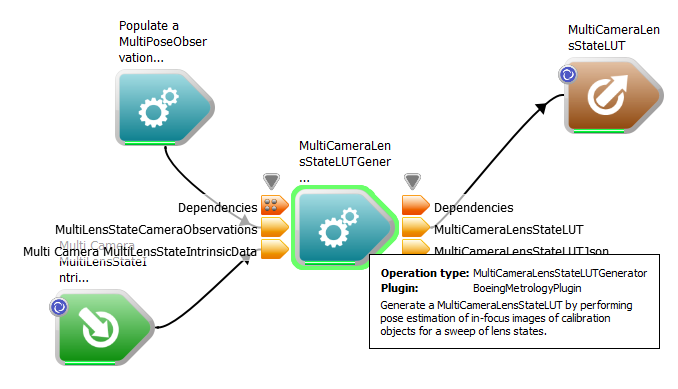 Populate a
MultiPoseObser
vation...
MultiCameraLen
sStateLUT
MultiCameraLen
sStateLUTGener
...
Dependencies
MultiLensStateCameraObservations
Multi Camera MultiLensStateIntrinsicData
Dependencies
MultiCameraLensStateLUT
MultiCameraLensStateLUTJson
Multi Camera
MultiLensStateI
ntri...
Operation type: MultiCameraLensStateLUTGenerator
Plugin: BoeingMetrologyPlugin
Generate a MultiCameraLensStateLUT by performing
pose estimation of in-focus images of calibration
objects for a sweep of lens states.